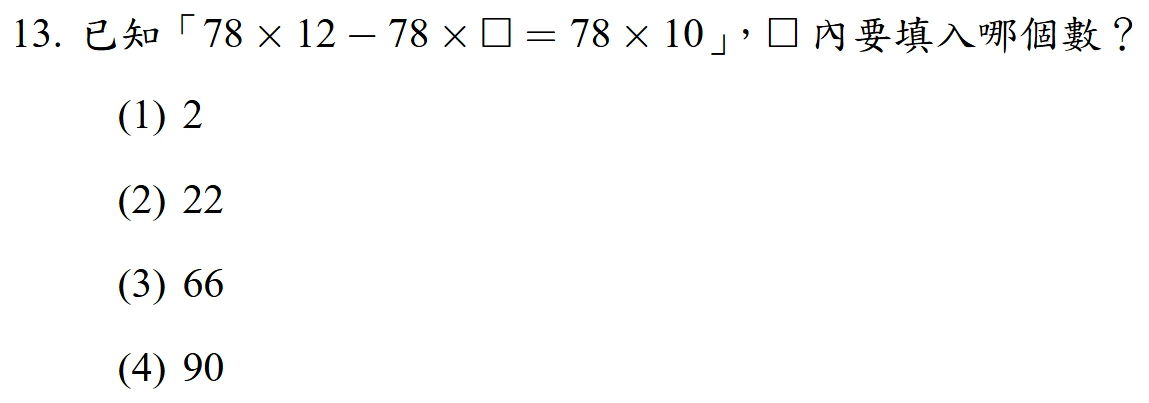 13. 已知「78 × 12 − 78 × □ = 78 × 10」，□ 內要填入哪個數？
(1) 2
(2) 22
(3) 66
(4) 90